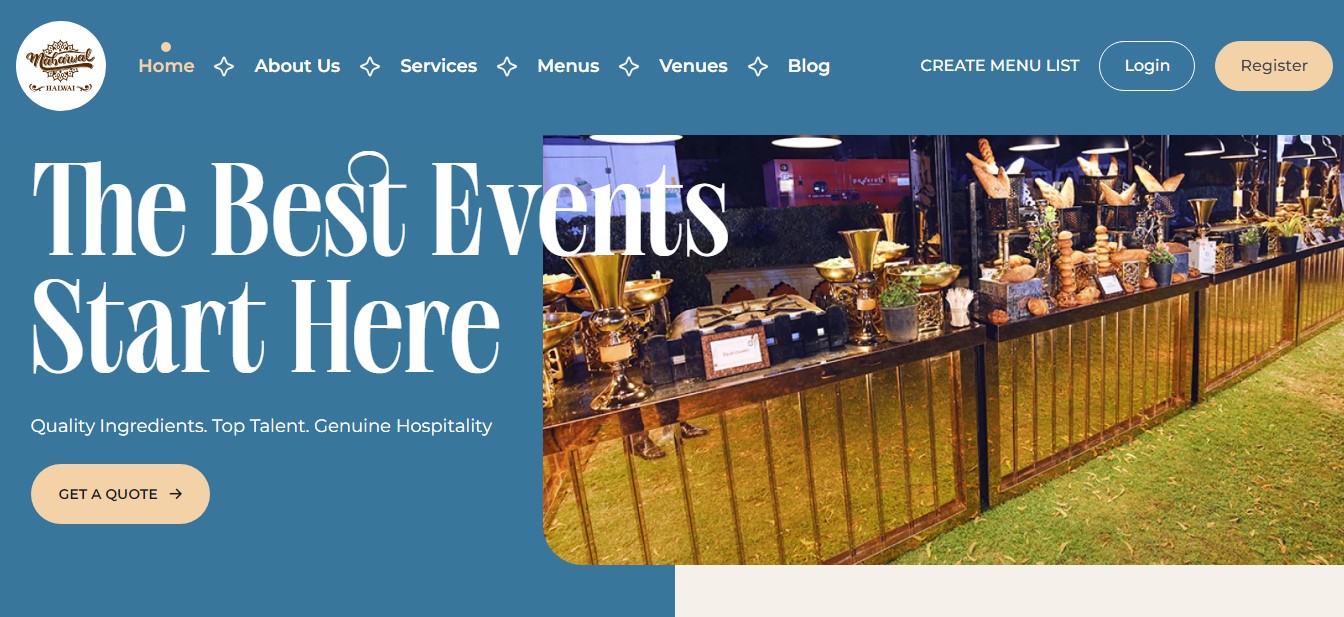 Maharwal
HALWAI
Home
About Us
Services
Menus
Venues
Blog
CREATE MENU LIST
Login
Register
The Best Events
Start Here
Quality Ingredients. Top Talent. Genuine Hospitality
GET A QUOTE